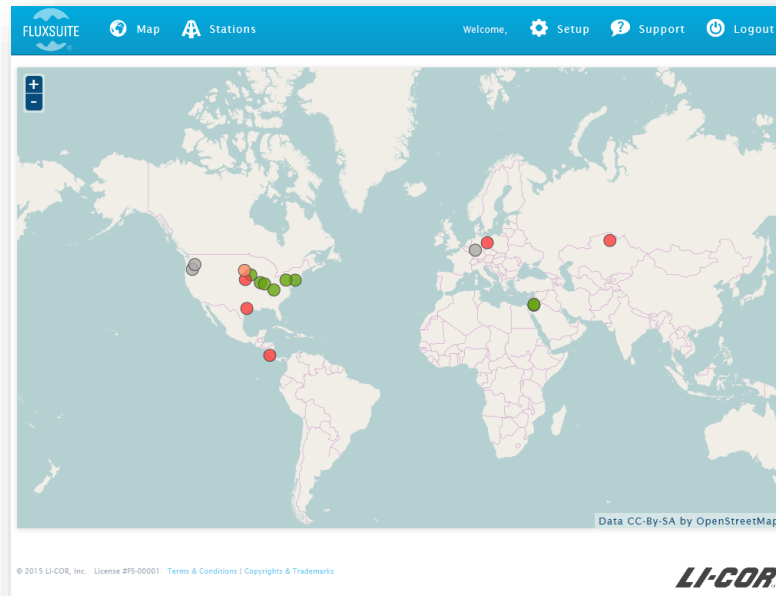 FLUXSUITE Map Stations Welcome, Setup ? Support Logout
+
-
Data CC-By-SA by OpenStreetMap
© 2015 LI-COR, Inc. License #FS-00001 Terms & Conditions | Copyrights & Trademarks
LI-COR